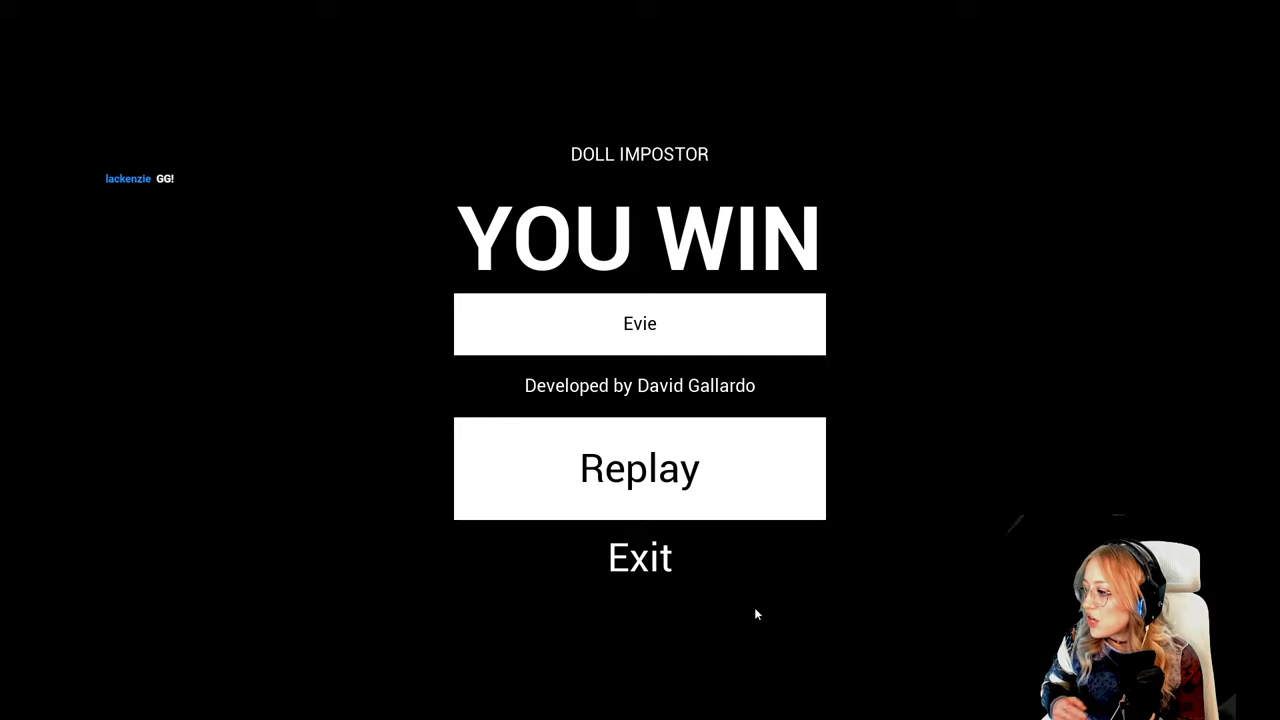 DOLL IMPOSTOR
lackenzie GG!
YOU WIN
Evie
Developed by David Gallardo
Replay
Exit